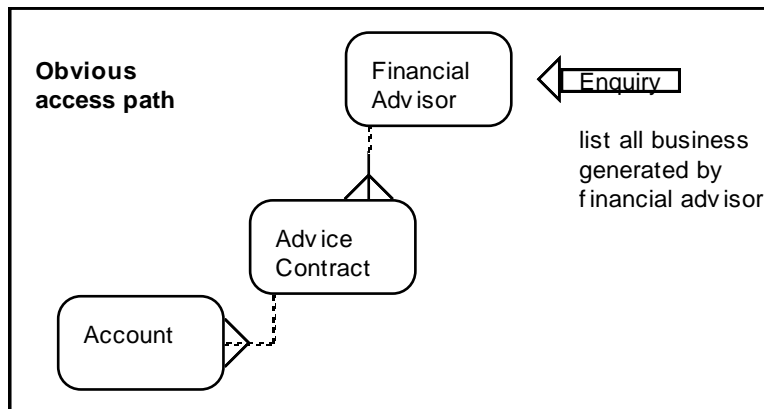 Obvious
access path
Financial
Advisor
Enquiry
list all business
generated by
financial advisor
Advice
Contract
Account